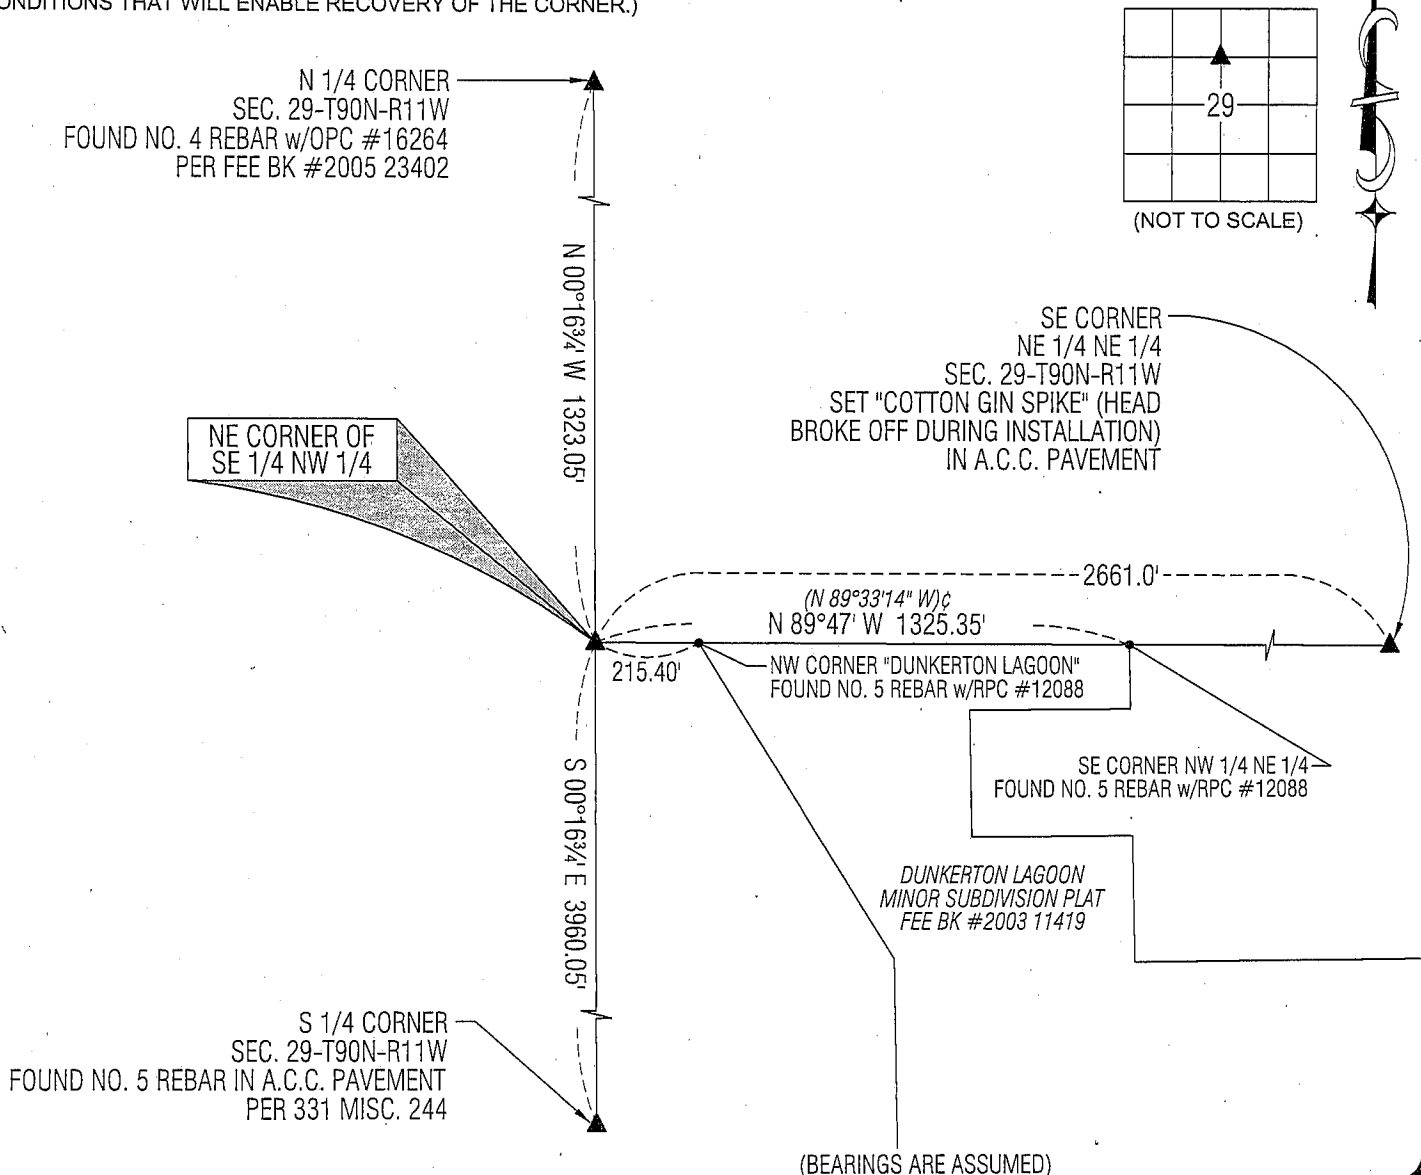 CONDITIONS THAT WILL ENABLE RECOVERY OF THE CORNER.)
N 1/4 CORNER
SEC. 29-T90N-R11W
FOUND NO. 4 REBAR w/OPC #16264
PER FEE BK #2005 23402
29
(NOT TO SCALE)
N 00°16¾' W 1323.05'
SE CORNER
NE 1/4 NE 1/4
SEC. 29-T90N-R11W
SET "COTTON GIN SPIKE" (HEAD
BROKE OFF DURING INSTALLATION)
IN A.C.C. PAVEMENT
NE CORNER OF
SE 1/4 NW 1/4
2661.0'
(N 89°33'14" W)¢
N 89°47' W 1325.35'
215.40'
NW CORNER "DUNKERTON LAGOON"
FOUND NO. 5 REBAR w/RPC #12088
SE CORNER NW 1/4 NE 1/4
FOUND NO. 5 REBAR w/RPC #12088
S 00°16¾' E 3960.05'
DUNKERTON LAGOON
MINOR SUBDIVISION PLAT
FEE BK #2003 11419
S 1/4 CORNER
SEC. 29-T90N-R11W
FOUND NO. 5 REBAR IN A.C.C. PAVEMENT
PER 331 MISC. 244
(BEARINGS ARE ASSUMED)